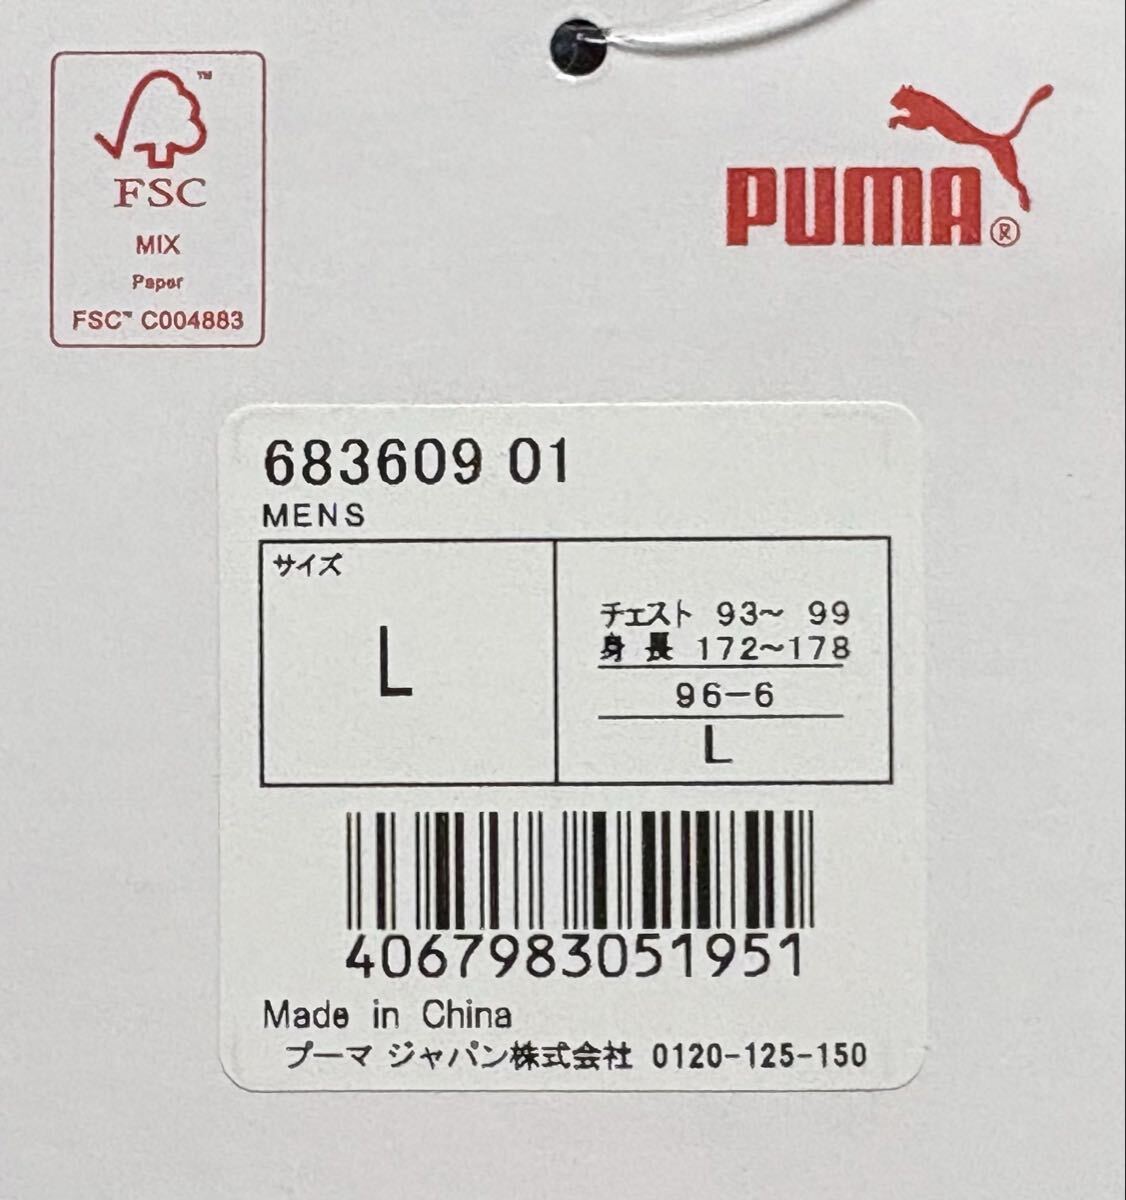 FSC
MIX
Paper
FSC™ C004883
PUMA®
683609 01
MENS
サイズ
L
チェスト 93～ 99
身 長 172～178
96-6
L
4067983051951
Made in China
プーマ ジャパン株式会社 0120-125-150